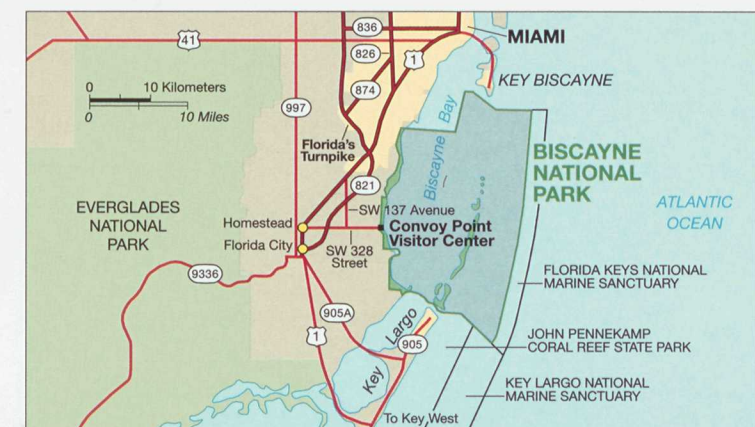 836
MIAMI
41
826
1
KEY BISCAYNE
0 10 Kilometers
874
0 10 Miles
997
Biscayne Bay
Florida's
Turnpike
BISCAYNE
NATIONAL
PARK
821
EVERGLADES
NATIONAL
PARK
ATLANTIC
OCEAN
SW 137 Avenue
Homestead
Convoy Point
Visitor Center
Florida City
SW 328
Street
9336
FLORIDA KEYS NATIONAL
MARINE SANCTUARY
905A
1
905
JOHN PENNEKAMP
CORAL REEF STATE PARK
Key Largo
KEY LARGO NATIONAL
MARINE SANCTUARY
To Key West